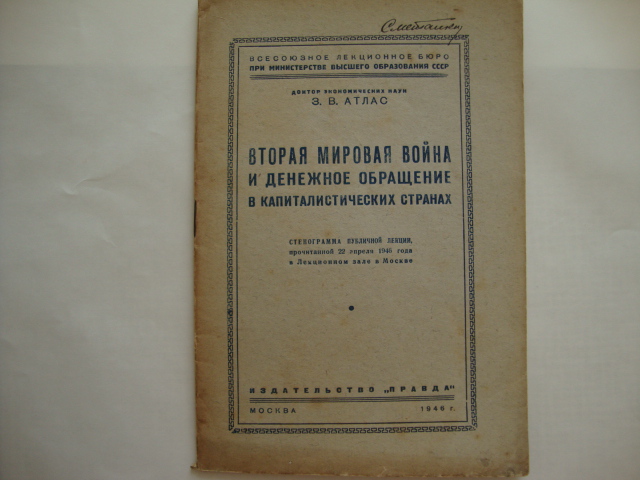 ВСЕСОЮЗНОЕ ЛЕКЦИОННОЕ БЮРО
ПРИ МИНИСТЕРСТВЕ ВЫСШЕГО ОБРАЗОВАНИЯ СССР
ДОКТОР ЭКОНОМИЧЕСКИХ НАУК
З. В. АТЛАС
ВТОРАЯ МИРОВАЯ ВОЙНА
И ДЕНЕЖНОЕ ОБРАЩЕНИЕ
В КАПИТАЛИСТИЧЕСКИХ СТРАНАХ
СТЕНОГРАММА ПУБЛИЧНОЙ ЛЕКЦИИ,
прочитанной 22 апреля 1946 года
в Лекционном зале в Москве
ИЗДАТЕЛЬСТВО „ПРАВДА"
МОСКВА 1946 г.